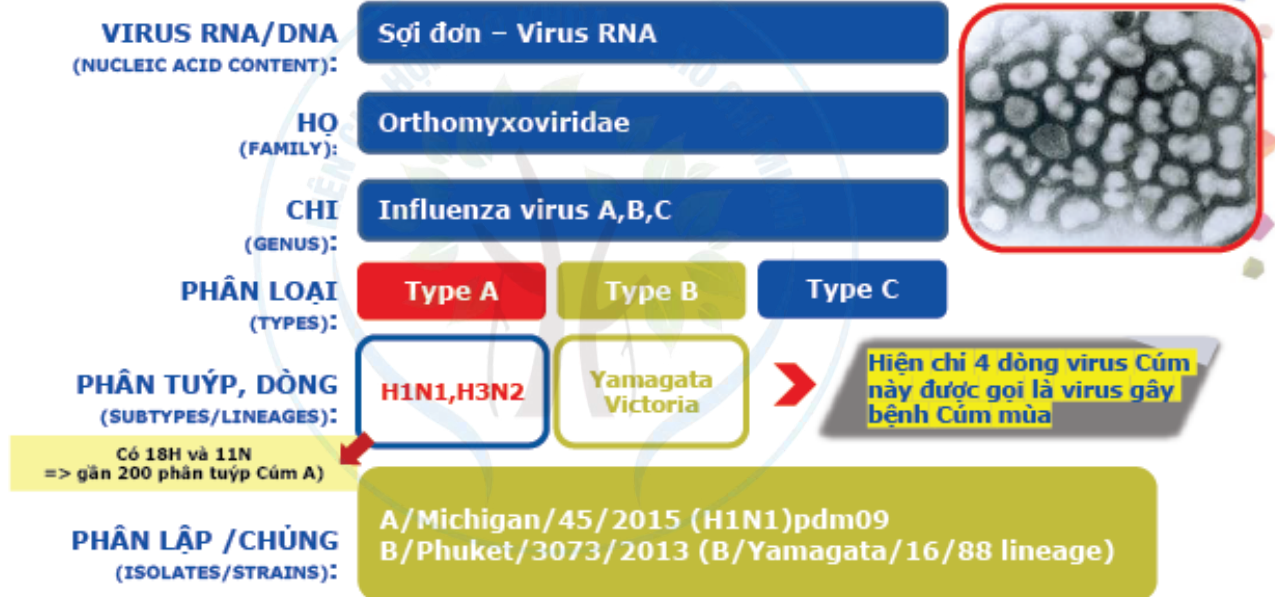 VIRUS RNA/DNA
(NUCLEIC ACID CONTENT):
Sợi đơn – Virus RNA
HỌ
(FAMILY):
Orthomyxoviridae
CHI
(GENUS):
Influenza virus A,B,C
PHÂN LOẠI
(TYPES):
Type A
Type B
Type C
PHÂN TUÝP, DÒNG
(SUBTYPES/LINEAGES):
H1N1,H3N2
Yamagata
Victoria
Hiện chỉ 4 dòng virus Cúm
này được gọi là virus gây
bệnh Cúm mùa
Có 18H và 11N
=> gần 200 phân tuýp Cúm A)
PHÂN LẬP /CHỦNG
(ISOLATES/STRAINS):
A/Michigan/45/2015 (H1N1)pdm09
B/Phuket/3073/2013 (B/Yamagata/16/88 lineage)